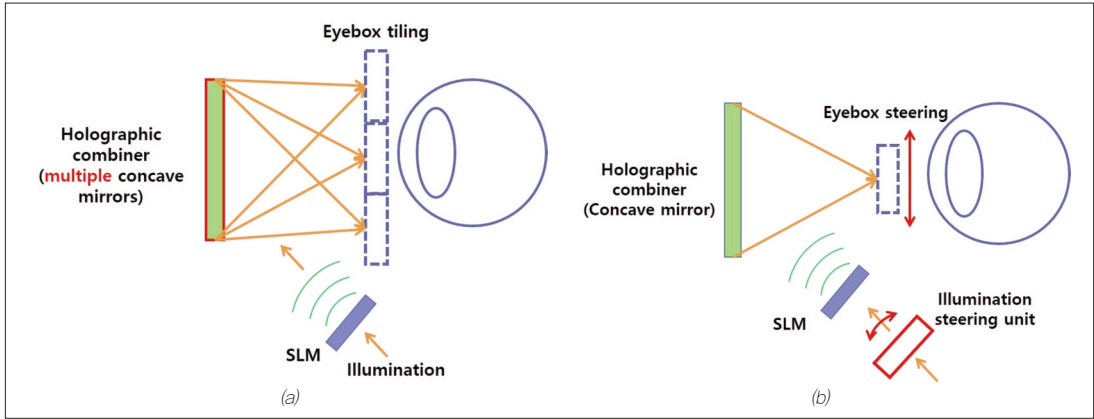 Eyebox tiling
Holographic
combiner
(multiple concave
mirrors)
SLM
Illumination
(a)
Eyebox steering
Holographic
combiner
(Concave mirror)
SLM
Illumination
steering unit
(b)